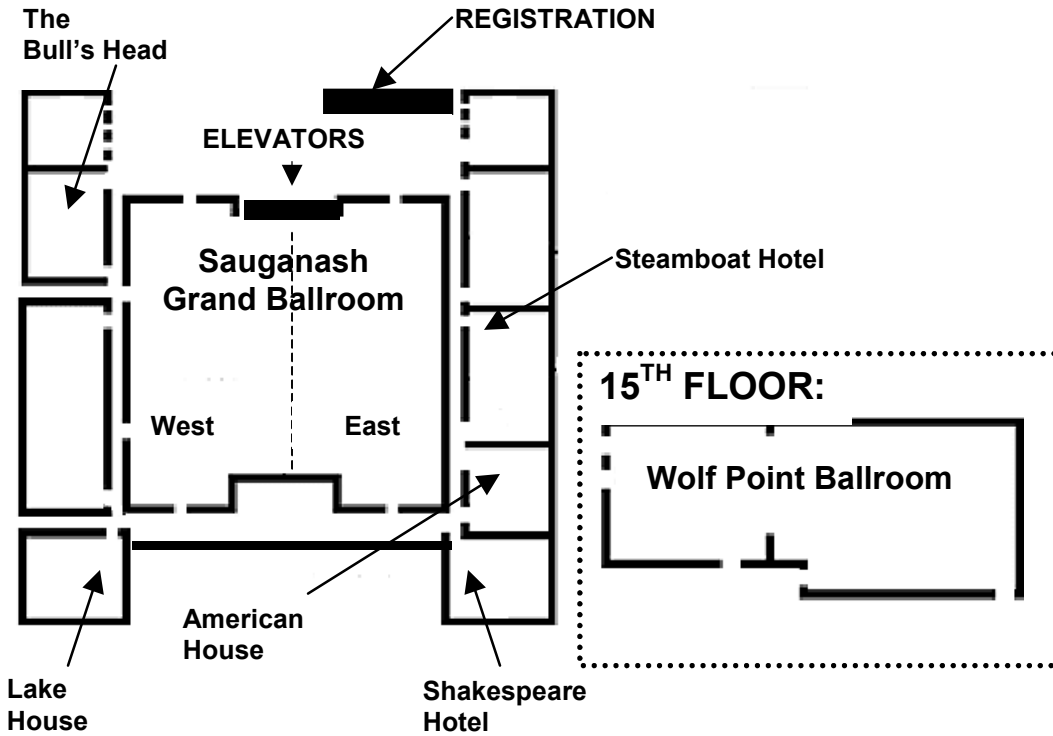 The
Bull’s Head
REGISTRATION
ELEVATORS
Sauganash
Grand Ballroom
Steamboat Hotel
West
East
15TH FLOOR:
Wolf Point Ballroom
American
House
Lake
House
Shakespeare
Hotel